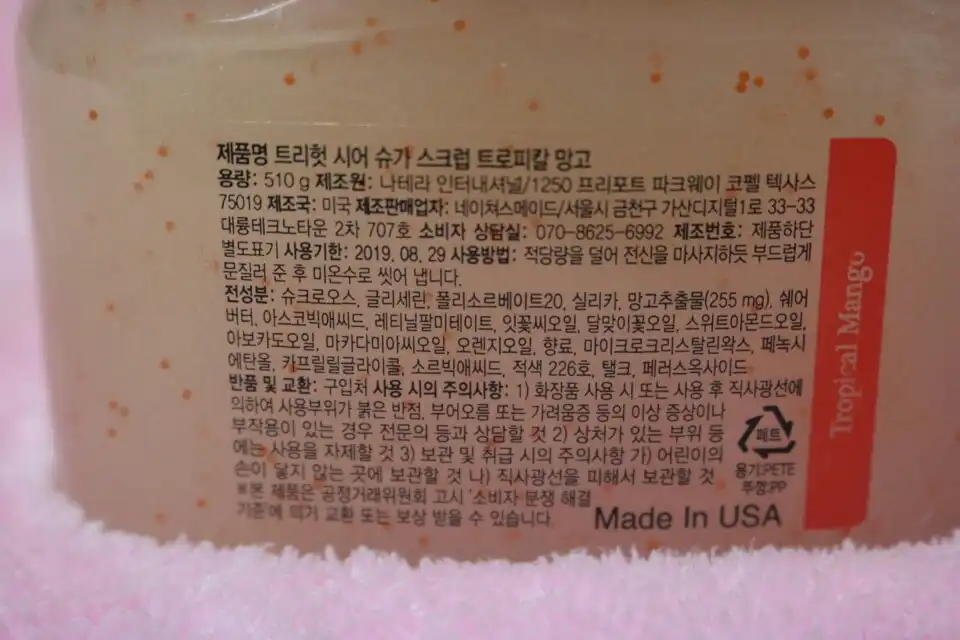 제품명 트리헛 시어 슈가 스크럽 트로피칼 망고
용량: 510 g 제조원: 나테라 인터내셔널/1250 프리포트 파크웨이 코펠 텍사스
75019 제조국: 미국 제조판매업자: 네이쳐스메이드/서울시 금천구 가산디지털1로 33-33
대륭테크노타운 2차 707호 소비자 상담실: 070-8625-6992 제조번호: 제품하단
별도표기 사용기한: 2019. 08. 29 사용방법: 적당량을 덜어 전신을 마사지하듯 부드럽게
문질러 준 후 미온수로 씻어 냅니다.
전성분: 슈크로오스, 글리세린, 폴리소르베이트20, 실리카, 망고추출물(255 mg), 쉐어
버터, 아스코빅애씨드, 레티닐팔미테이트, 잇꽃씨오일, 달맞이꽃오일, 스위트아몬드오일,
아보카도오일, 마카다미아씨오일, 오렌지오일, 향료, 마이크로크리스탈린왁스, 페녹시
에탄올, 카프릴릴글라이콜, 소르빅애씨드, 적색 226호, 탤크, 페러스옥사이드
반품 및 교환: 구입처 사용 시의 주의사항: 1) 화장품 사용 시 또는 사용 후 직사광선에
의하여 사용부위가 붉은 반점, 부어오름 또는 가려움증 등의 이상 증상이나
부작용이 있는 경우 전문의 등과 상담할 것 2) 상처가 있는 부위 등
에는 사용을 자제할 것 3) 보관 및 취급 시의 주의사항 가) 어린이의
손이 닿지 않는 곳에 보관할 것 나) 직사광선을 피해서 보관할 것
※본 제품은 공정거래위원회 고시 '소비자 분쟁 해결
기준'에 의거 교환 또는 보상 받을 수 있습니다.
페트
용기:PETE
뚜껑:PP
Made In USA
Tropical Mango